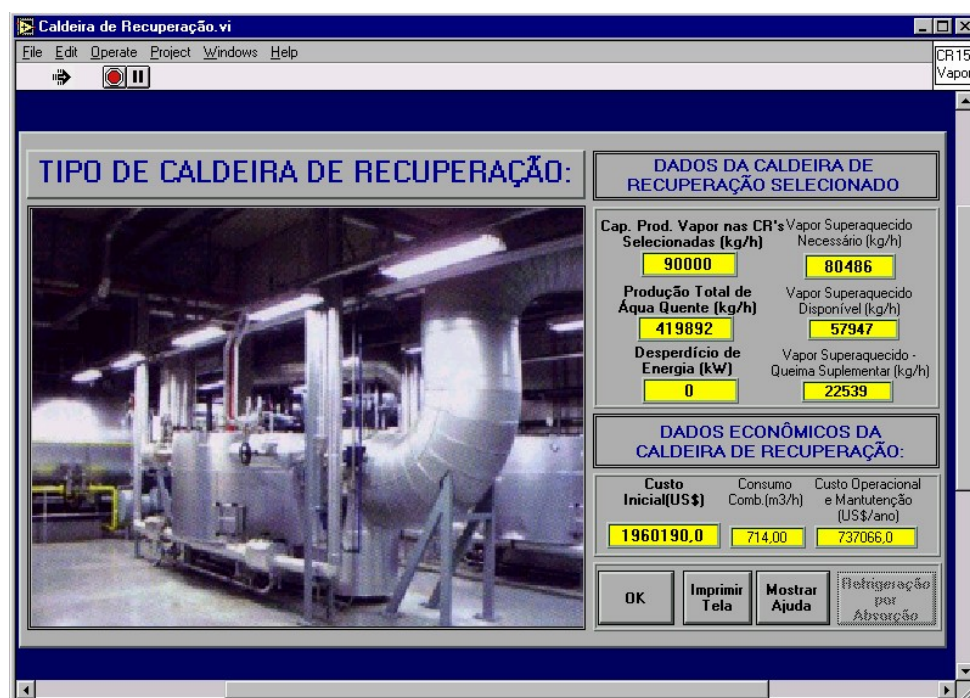 Caldeira de Recuperação.vi
File Edit Operate Project Windows Help
CR15
Vapor
TIPO DE CALDEIRA DE RECUPERAÇÃO:
DADOS DA CALDEIRA DE
RECUPERAÇÃO SELECIONADO
Cap. Prod. Vapor nas CR's
Selecionadas (kg/h)
90000
Vapor Superaquecido
Necessário (kg/h)
80486
Produção Total de
Água Quente (kg/h)
419892
Vapor Superaquecido
Disponível (kg/h)
57947
Desperdício de
Energia (kW)
0
Vapor Superaquecido -
Queima Suplementar (kg/h)
22539
DADOS ECONÔMICOS DA
CALDEIRA DE RECUPERAÇÃO:
Custo
Inicial(US$)
1960190,0
Consumo
Comb.(m3/h)
714,00
Custo Operacional
e Mantutenção
(US$/ano)
737066,0
OK
Imprimir
Tela
Mostrar
Ajuda
Refrigeração
por
Absorção